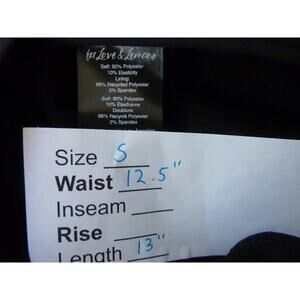 for Love & Lemons
Self: 90% Polyester
10% Elasticity
Lining:
98% Recycled Polyester
2% Spandex
Self: 90% Polyester
10% Elasthanne
Doublure:
98% Recycle Polyester
2% Spandex
Size S
Waist 12.5"
Inseam
Rise
Length 13"